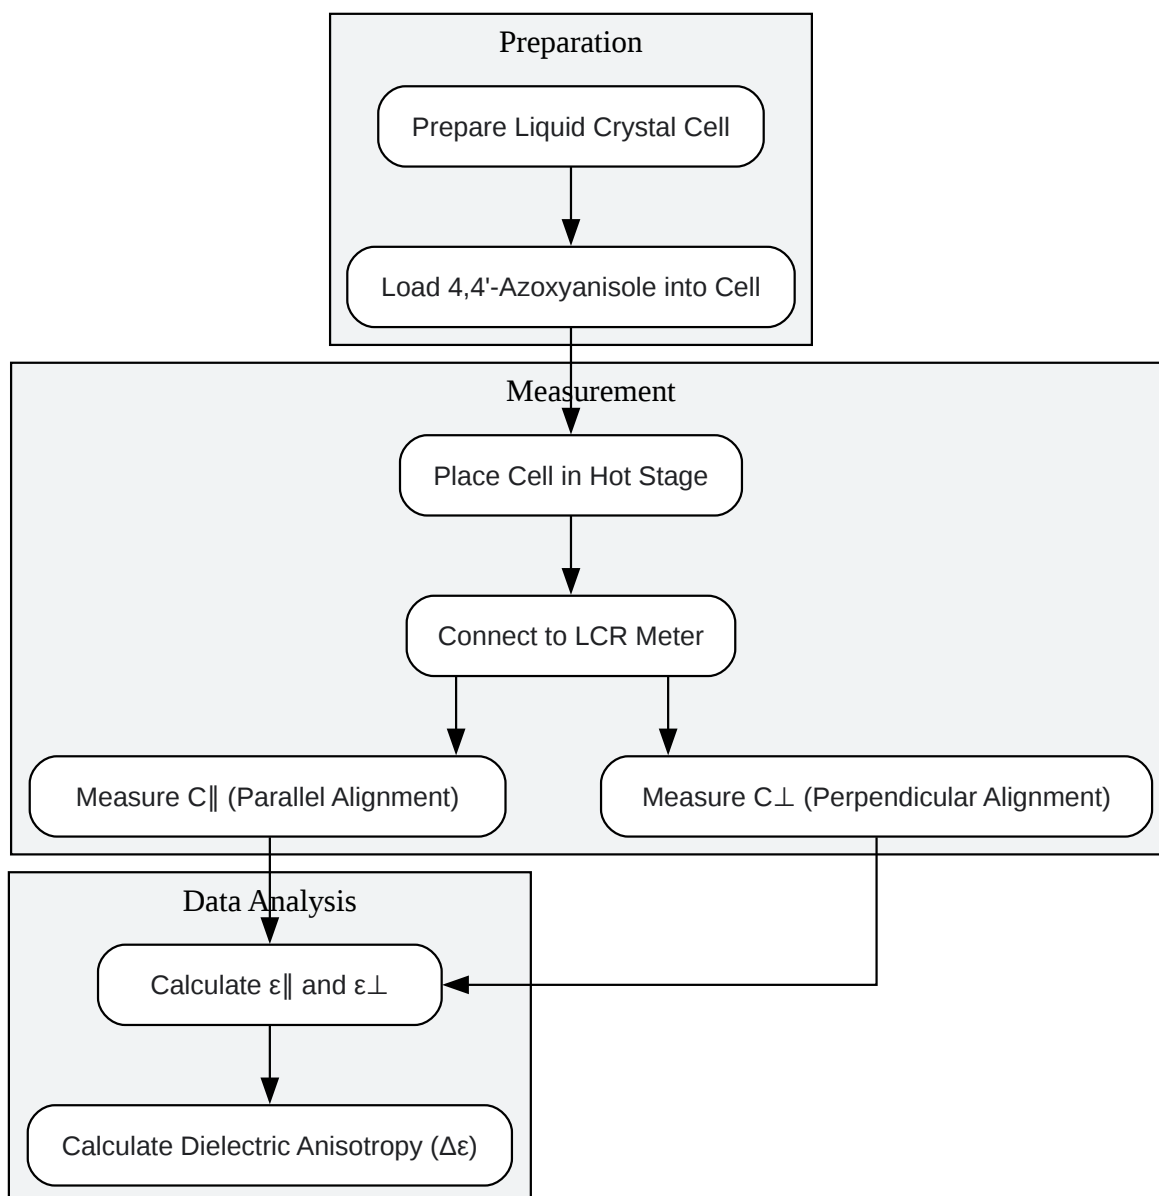 Preparation
Prepare Liquid Crystal Cell
Load 4,4'-Azoxyanisole into Cell
Measurement
Place Cell in Hot Stage
Connect to LCR Meter
Measure C∥ (Parallel Alignment)
Measure C⊥ (Perpendicular Alignment)
Data Analysis
Calculate ε∥ and ε⊥
Calculate Dielectric Anisotropy (Δε)